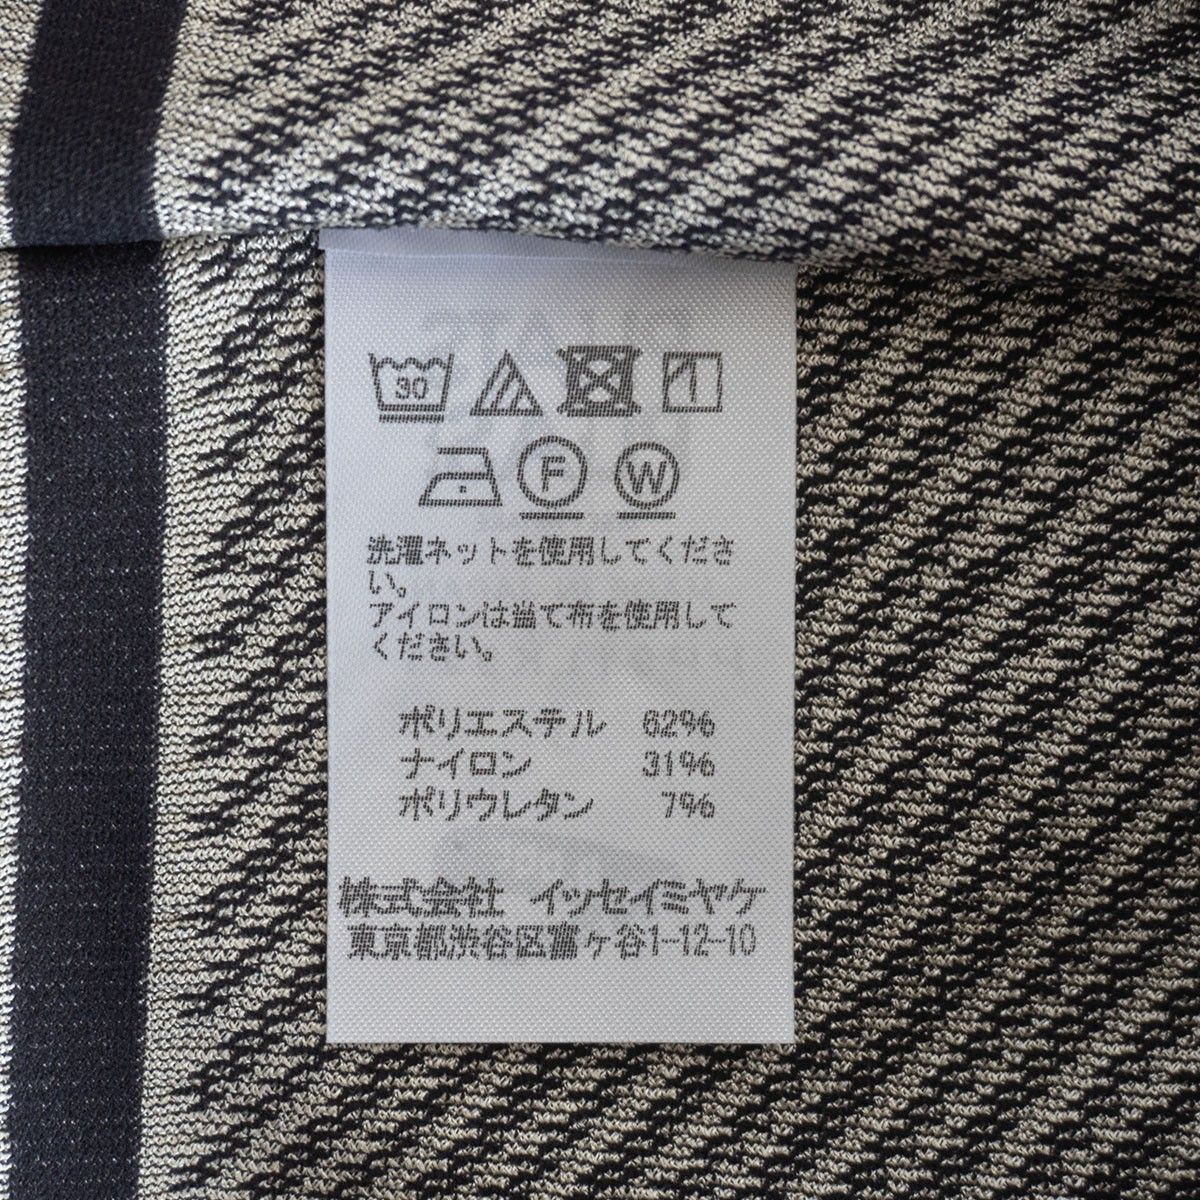 30
F W
洗濯ネットを使用してくださ
い。
アイロンは当て布を使用して
ください。
ポリエステル 62%
ナイロン 31%
ポリウレタン 7%
株式会社 イッセイミヤケ
東京都渋谷区富ヶ谷1-12-10